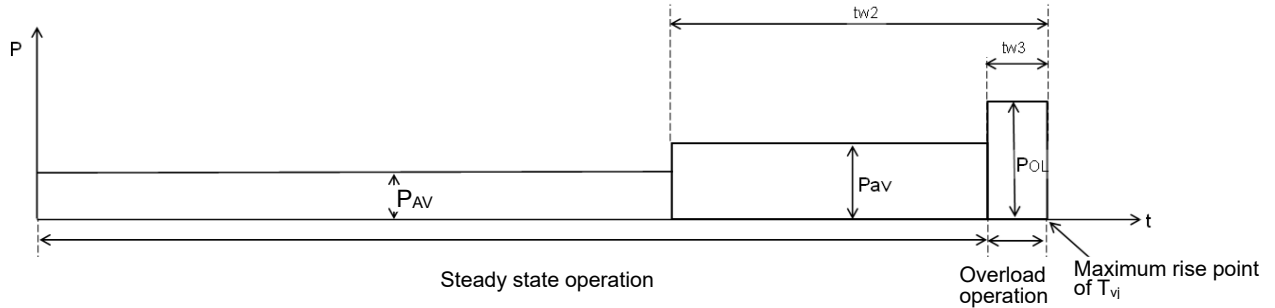 tw2
P
tw3
POL
Pav
PAV
t
Steady state operation
Overload
operation
Maximum rise point
of Tvj